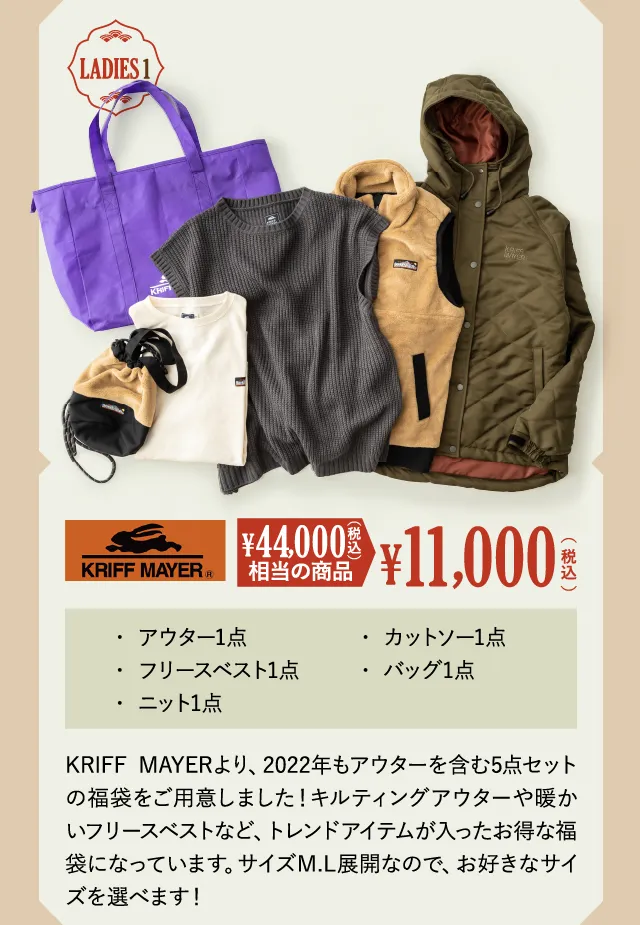 LADIES 1
KRIFF MAYER®
¥44,000(税込)
相当の商品
¥11,000(税込)
・ アウター1点
・ カットソー1点
・ フリースベスト1点
・ バッグ1点
・ ニット1点
KRIFF MAYERより、2022年もアウターを含む5点セット
の福袋をご用意しました！キルティングアウターや暖か
いフリースベストなど、トレンドアイテムが入ったお得な福
袋になっています。サイズM.L展開なので、お好きなサイ
ズを選べます！